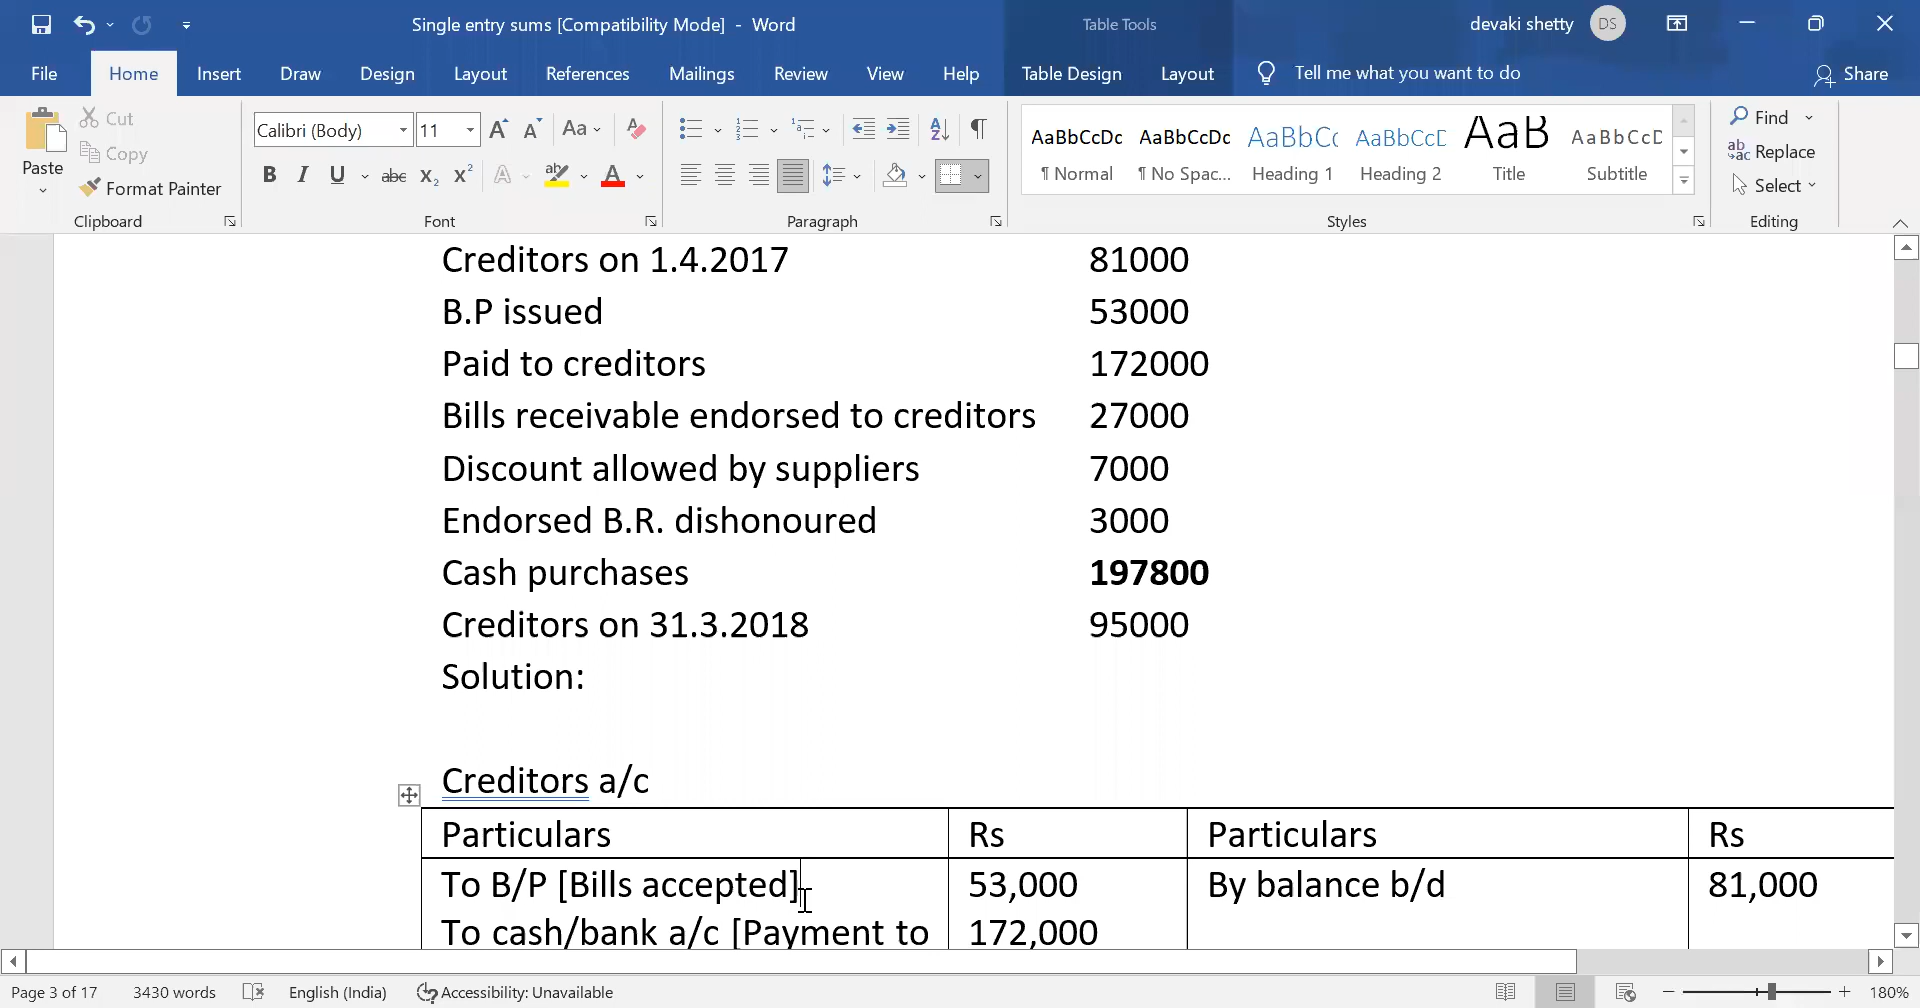 Single entry sums [Compatibility Mode] - Word
Table Tools
devaki shetty DS
File Home Insert Draw Design Layout References Mailings Review View Help Table Design Layout Tell me what you want to do Share
Paste
Cut
Copy
Format Painter
Clipboard
Calibri (Body) 11
Font
Paragraph
AaBbCcDc AaBbCcDc AaBbCc AaBbCcD AaB AaBbCcD
¶ Normal ¶ No Spac... Heading 1 Heading 2 Title Subtitle
Styles
Find
Replace
Select
Editing
Creditors on 1.4.2017 81000
B.P issued 53000
Paid to creditors 172000
Bills receivable endorsed to creditors 27000
Discount allowed by suppliers 7000
Endorsed B.R. dishonoured 3000
Cash purchases 197800
Creditors on 31.3.2018 95000
Solution:
Creditors a/c
Particulars Rs Particulars Rs
To B/P [Bills accepted] 53,000 By balance b/d 81,000
To cash/bank a/c [Payment to 172,000
Page 3 of 17 3430 words English (India) Accessibility: Unavailable 180%